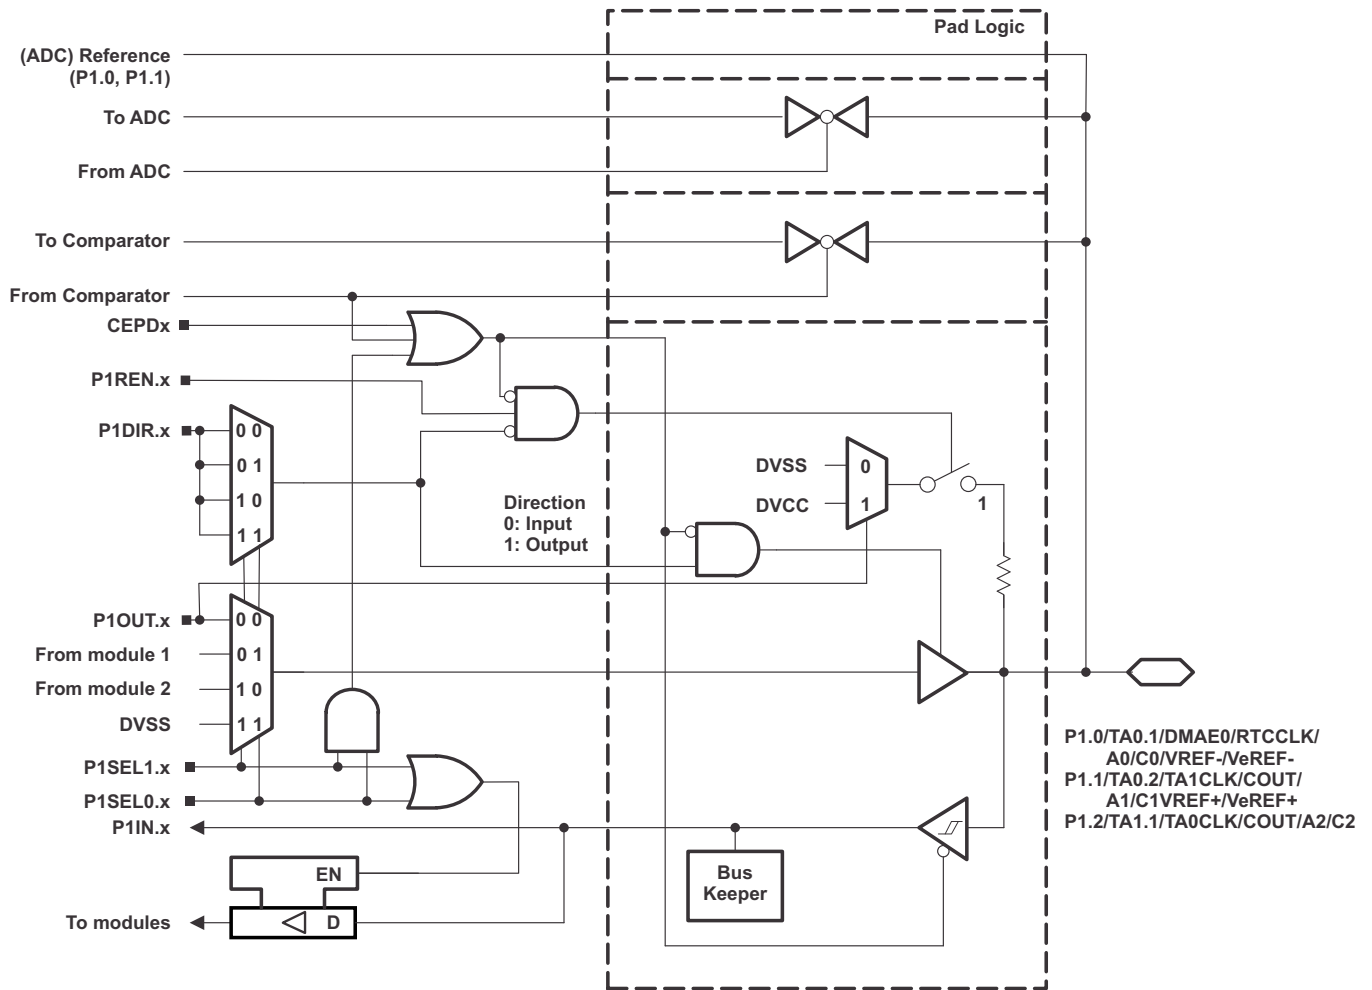 Pad Logic
(ADC) Reference
(P1.0, P1.1)
To ADC
From ADC
To Comparator
From Comparator
CEPDx
P1REN.x
P1DIR.x
0 0
0 1
1 0
1 1
Direction
0: Input
1: Output
DVSS
0
DVCC
1
1
P1OUT.x
0 0
From module 1
0 1
From module 2
1 0
DVSS
1 1
P1SEL1.x
P1SEL0.x
P1IN.x
EN
To modules
D
Bus
Keeper
P1.0/TA0.1/DMAE0/RTCCLK/
A0/C0/VREF-/VeREF-
P1.1/TA0.2/TA1CLK/COUT/
A1/C1VREF+/VeREF+
P1.2/TA1.1/TA0CLK/COUT/A2/C2